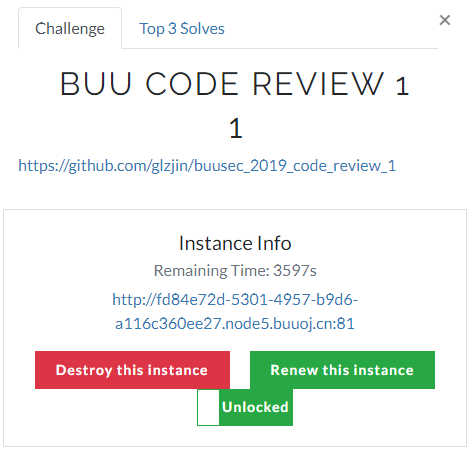 Challenge
Top 3 Solves
×
BUU CODE REVIEW 1
1
https://github.com/glzjin/buusec_2019_code_review_1
Instance Info
Remaining Time: 3597s
http://fd84e72d-5301-4957-b9d6-
a116c360ee27.node5.buuoj.cn:81
Destroy this instance
Renew this instance
Unlocked